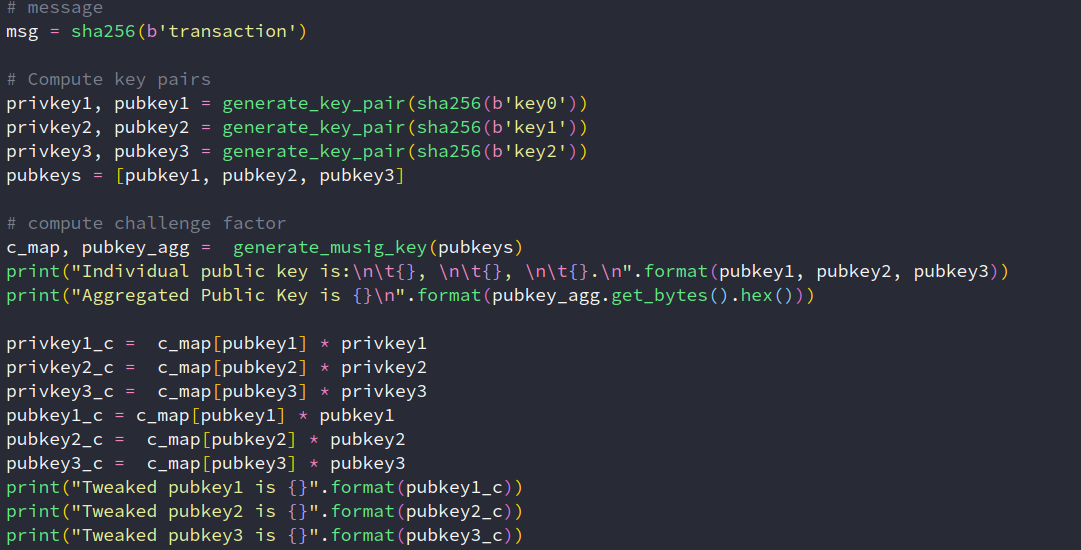 # message
msg = sha256(b'transaction')
# Compute key pairs
privkey1, pubkey1 = generate_key_pair(sha256(b'key0'))
privkey2, pubkey2 = generate_key_pair(sha256(b'key1'))
privkey3, pubkey3 = generate_key_pair(sha256(b'key2'))
pubkeys = [pubkey1, pubkey2, pubkey3]
# compute challenge factor
c_map, pubkey_agg =  generate_musig_key(pubkeys)
print("Individual public key is:\n\t{}, \n\t{}, \n\t{}.\n".format(pubkey1, pubkey2, pubkey3))
print("Aggregated Public Key is {}\n".format(pubkey_agg.get_bytes().hex()))
privkey1_c =  c_map[pubkey1] * privkey1
privkey2_c =  c_map[pubkey2] * privkey2
privkey3_c =  c_map[pubkey3] * privkey3
pubkey1_c = c_map[pubkey1] * pubkey1
pubkey2_c =  c_map[pubkey2] * pubkey2
pubkey3_c =  c_map[pubkey3] * pubkey3
print("Tweaked pubkey1 is {}".format(pubkey1_c))
print("Tweaked pubkey2 is {}".format(pubkey2_c))
print("Tweaked pubkey3 is {}".format(pubkey3_c))